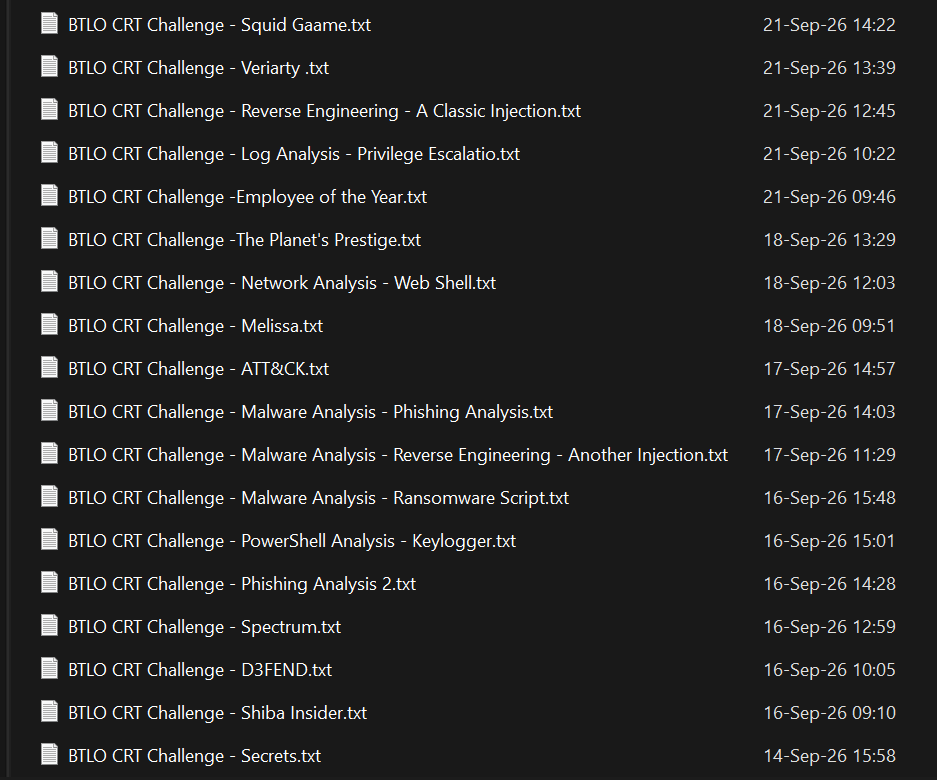 BTLO CRT Challenge - Squid Gaame.txt 21-Sep-26 14:22
BTLO CRT Challenge - Veriarty .txt 21-Sep-26 13:39
BTLO CRT Challenge - Reverse Engineering - A Classic Injection.txt 21-Sep-26 12:45
BTLO CRT Challenge - Log Analysis - Privilege Escalatio.txt 21-Sep-26 10:22
BTLO CRT Challenge -Employee of the Year.txt 21-Sep-26 09:46
BTLO CRT Challenge -The Planet's Prestige.txt 18-Sep-26 13:29
BTLO CRT Challenge - Network Analysis - Web Shell.txt 18-Sep-26 12:03
BTLO CRT Challenge - Melissa.txt 18-Sep-26 09:51
BTLO CRT Challenge - ATT&CK.txt 17-Sep-26 14:57
BTLO CRT Challenge - Malware Analysis - Phishing Analysis.txt 17-Sep-26 14:03
BTLO CRT Challenge - Malware Analysis - Reverse Engineering - Another Injection.txt 17-Sep-26 11:29
BTLO CRT Challenge - Malware Analysis - Ransomware Script.txt 16-Sep-26 15:48
BTLO CRT Challenge - PowerShell Analysis - Keylogger.txt 16-Sep-26 15:01
BTLO CRT Challenge - Phishing Analysis 2.txt 16-Sep-26 14:28
BTLO CRT Challenge - Spectrum.txt 16-Sep-26 12:59
BTLO CRT Challenge - D3FEND.txt 16-Sep-26 10:05
BTLO CRT Challenge - Shiba Insider.txt 16-Sep-26 09:10
BTLO CRT Challenge - Secrets.txt 14-Sep-26 15:58